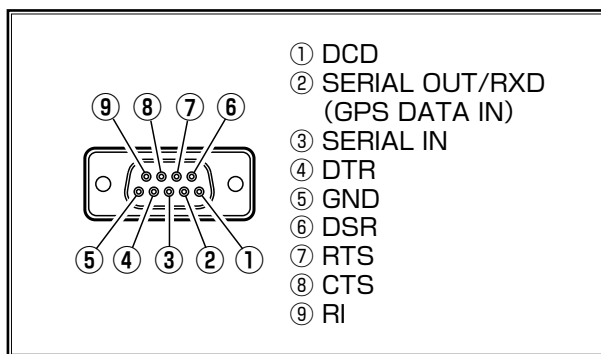 ⑨ ⑧ ⑦ ⑥
⑤ ④ ③ ② ①
① DCD
② SERIAL OUT/RXD
(GPS DATA IN)
③ SERIAL IN
④ DTR
⑤ GND
⑥ DSR
⑦ RTS
⑧ CTS
⑨ RI